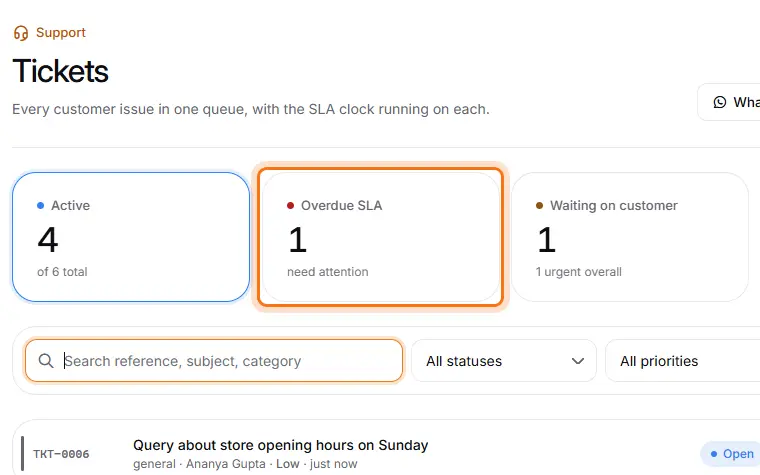 Support
Tickets
Every customer issue in one queue, with the SLA clock running on each.
Wha
Active
4
of 6 total
Overdue SLA
1
need attention
Waiting on customer
1
1 urgent overall
Search reference, subject, category
All statuses
All priorities
TKT-0006
Query about store opening hours on Sunday
general · Ananya Gupta · Low · just now
Open